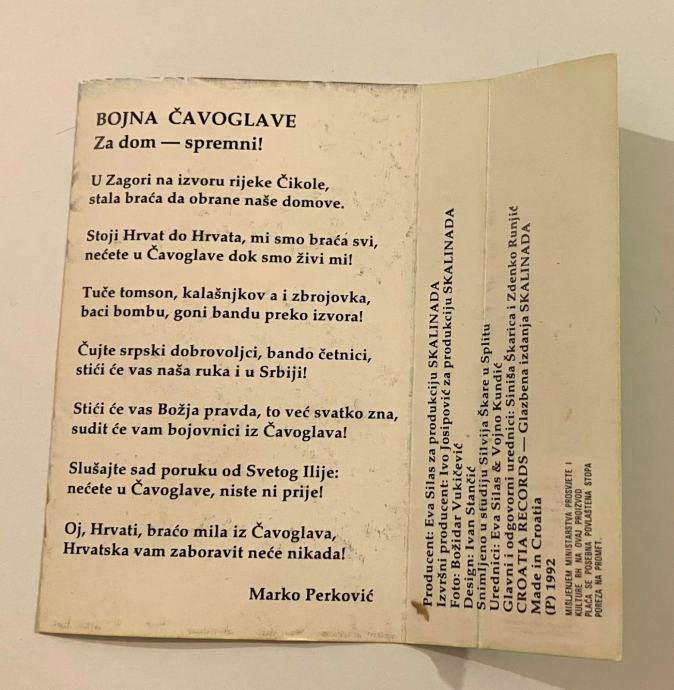 BOJNA ČAVOGLAVE
Za dom — spremni!
U Zagori na izvoru rijeke Čikole,
stala braća da obrane naše domove.
Stoji Hrvat do Hrvata, mi smo braća svi,
nećete u Čavoglave dok smo živi mi!
Tuče tomson, kalašnjkov a i zbrojovka,
baci bombu, goni bandu preko izvora!
Čujte srpski dobrovoljci, bando četnici,
stići će vas naša ruka i u Srbiji!
Stići će vas Božja pravda, to već svatko zna,
sudit će vam bojovnici iz Čavoglava!
Slušajte sad poruku od Svetog Ilije:
nećete u Čavoglave, niste ni prije!
Oj, Hrvati, braćo mila iz Čavoglava,
Hrvatska vam zaboravit neće nikada!
Marko Perković
Producent: Eva Silas za produkciju SKALINADA
Izvršni producent: Ivo Josipović za produkciju SKALINADA
Foto: Božidar Vukičević
Design: Ivan Stančić
Snimljeno u studiju Silvija Škare u Splitu
Urednici: Eva Silas & Vojno Kundić
Glavni i odgovorni urednici: Siniša Škarica i Zdenko Runjić
CROATIA RECORDS — Glazbena izdanja SKALINADA
Made in Croatia
(P) 1992
MIŠLJENJEM MINISTARSTVA PROSVJETE I
KULTURE RH NA OVAJ PROIZVOD
PLAĆA SE POSEBNA POVLAŠTENA STOPA
POREZA NA PROMET.